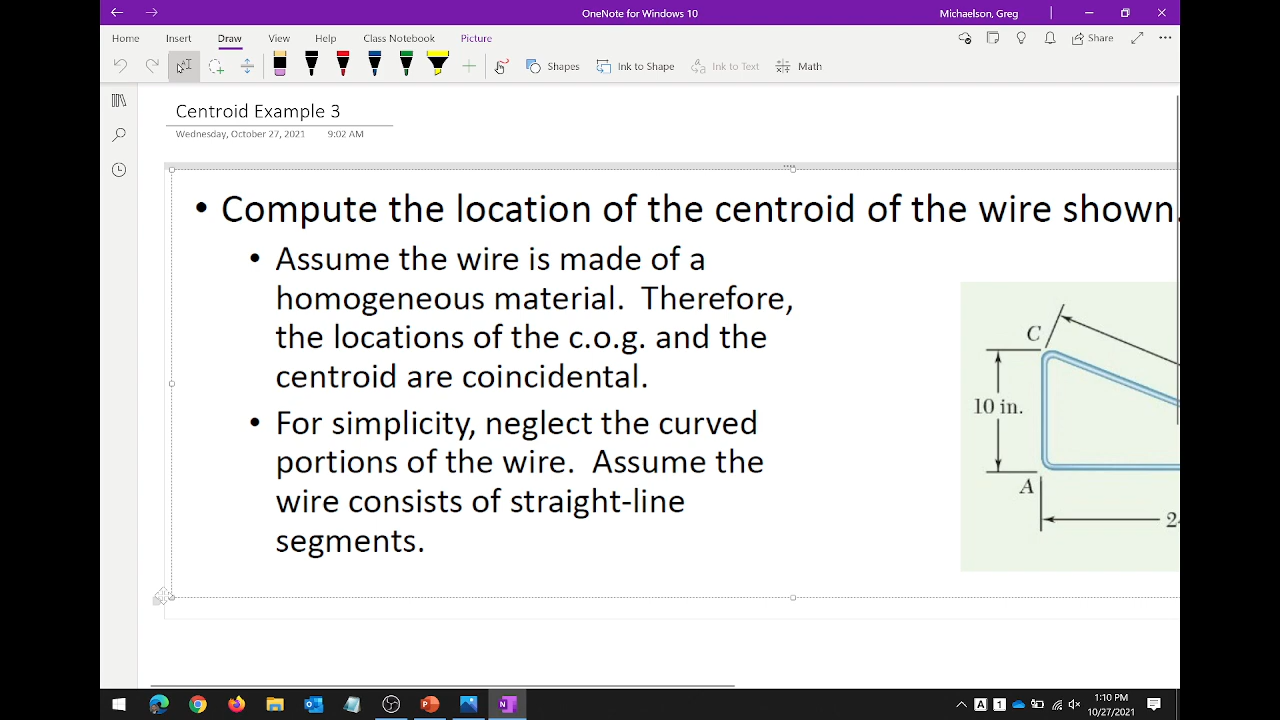 OneNote for Windows 10
Michaelson, Greg
Home Insert Draw View Help Class Notebook Picture
Share
Shapes Ink to Shape Ink to Text Math
Centroid Example 3
Wednesday, October 27, 2021 9:02 AM
• Compute the location of the centroid of the wire shown.
• Assume the wire is made of a
homogeneous material. Therefore,
the locations of the c.o.g. and the
centroid are coincidental.
• For simplicity, neglect the curved
portions of the wire. Assume the
wire consists of straight-line
segments.
C
10 in.
A
2
1:10 PM
10/27/2021